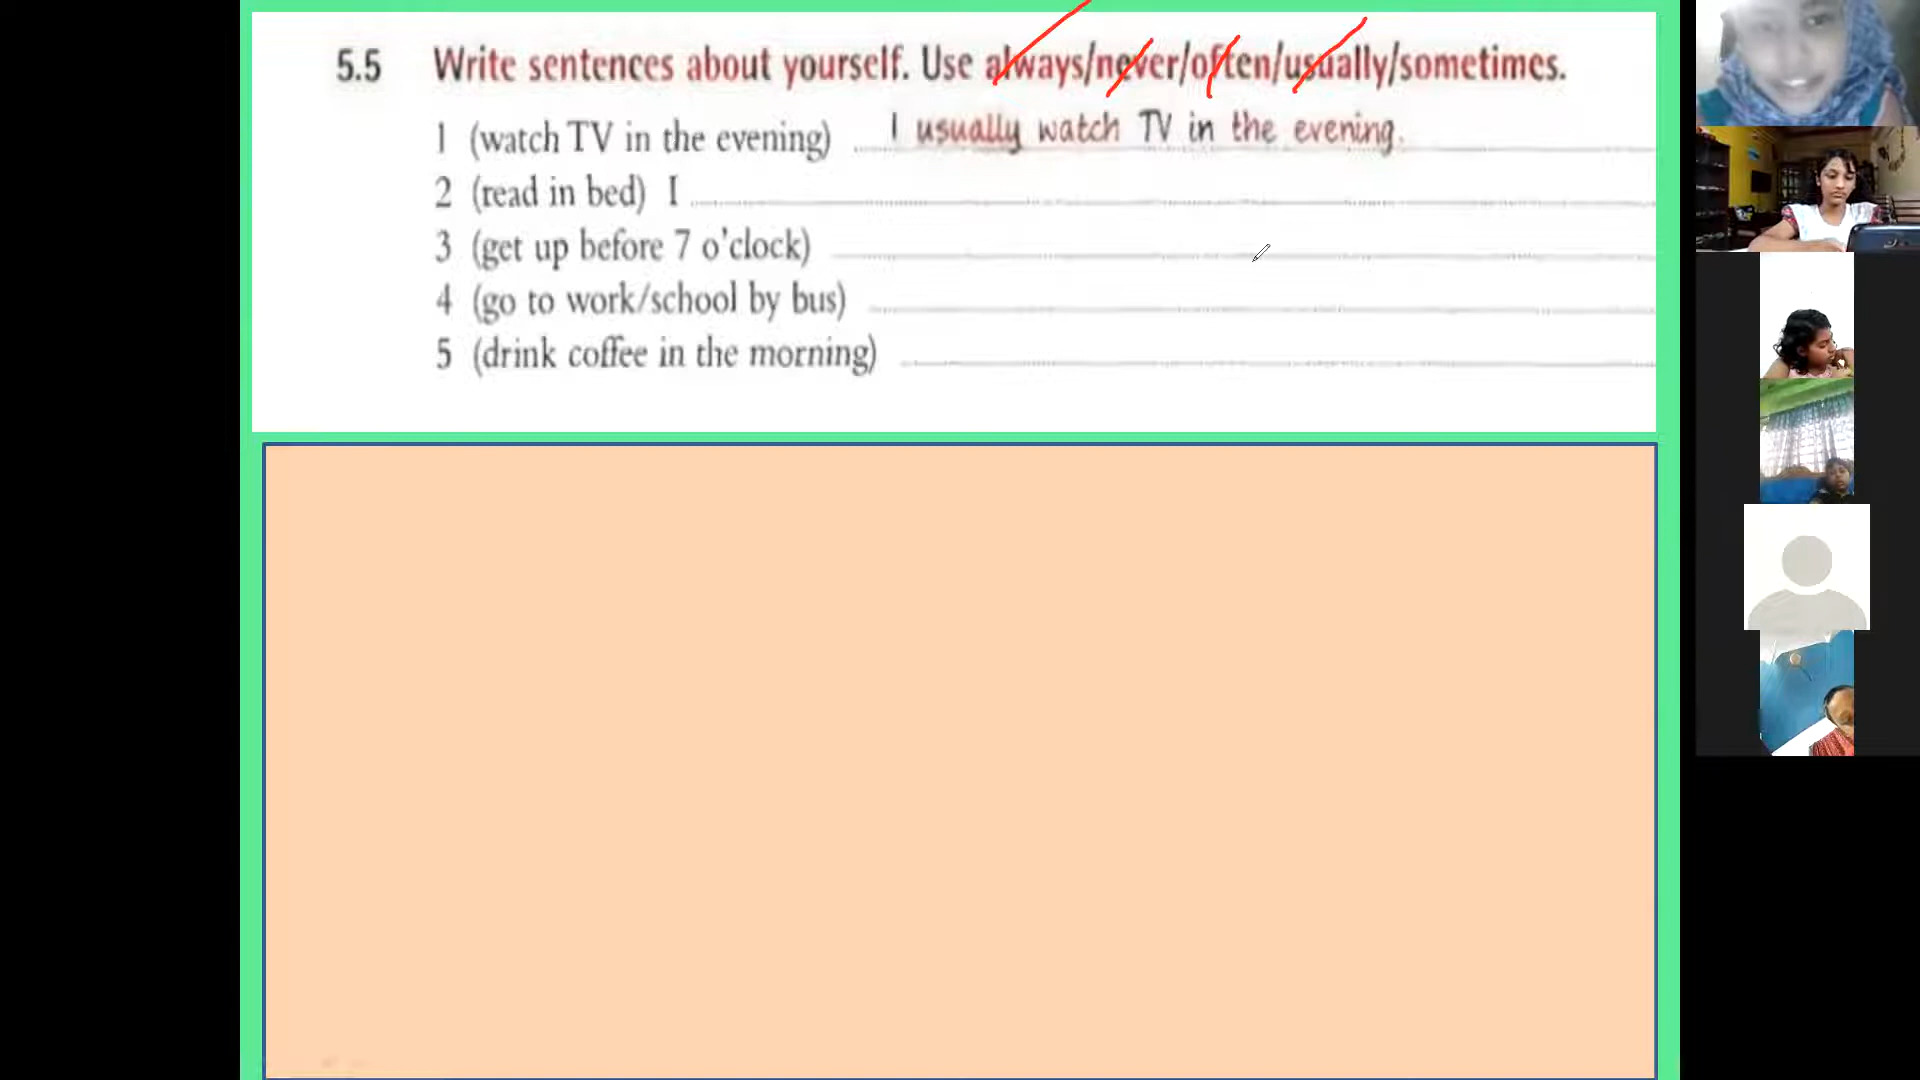 5.5 Write sentences about yourself. Use always/never/often/usually/sometimes.
1 (watch TV in the evening) I usually watch TV in the evening.
2 (read in bed) I
3 (get up before 7 o'clock)
4 (go to work/school by bus)
5 (drink coffee in the morning)